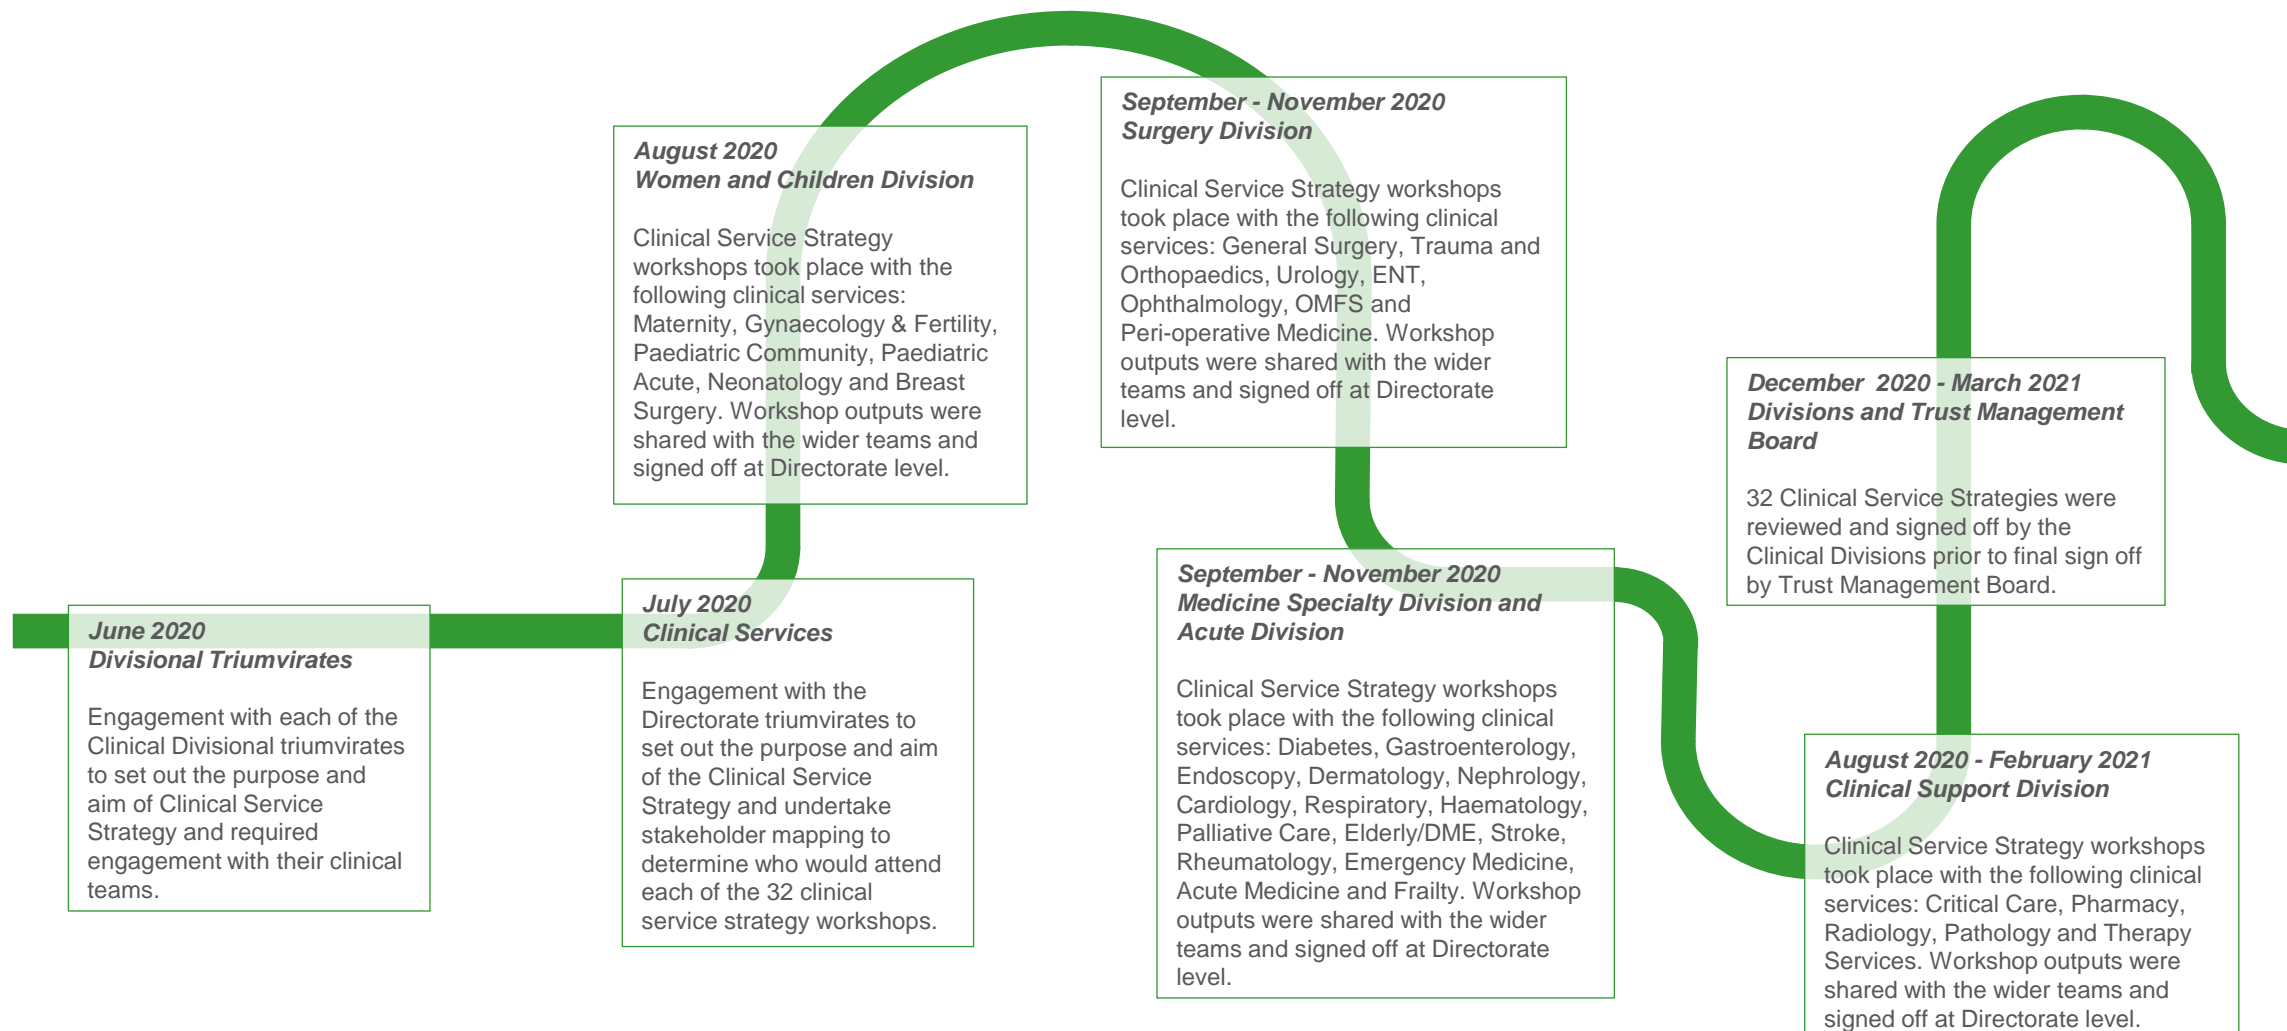 June 2020
Divisional Triumvirates
Engagement with each of the
Clinical Divisional triumvirates
to set out the purpose and
aim of Clinical Service
Strategy and required
engagement with their clinical
teams.
July 2020
Clinical Services
Engagement with the
Directorate triumvirates to
set out the purpose and aim
of the Clinical Service
Strategy and undertake
stakeholder mapping to
determine who would attend
each of the 32 clinical
service strategy workshops.
August 2020
Women and Children Division
Clinical Service Strategy
workshops took place with the
following clinical services:
Maternity, Gynaecology & Fertility,
Paediatric Community, Paediatric
Acute, Neonatology and Breast
Surgery. Workshop outputs were
shared with the wider teams and
signed off at Directorate level.
September - November 2020
Surgery Division
Clinical Service Strategy workshops
took place with the following clinical
services: General Surgery, Trauma and
Orthopaedics, Urology, ENT,
Ophthalmology, OMFS and
Peri-operative Medicine. Workshop
outputs were shared with the wider
teams and signed off at Directorate
level.
September - November 2020
Medicine Specialty Division and
Acute Division
Clinical Service Strategy workshops
took place with the following clinical
services: Diabetes, Gastroenterology,
Endoscopy, Dermatology, Nephrology,
Cardiology, Respiratory, Haematology,
Palliative Care, Elderly/DME, Stroke,
Rheumatology, Emergency Medicine,
Acute Medicine and Frailty. Workshop
outputs were shared with the wider
teams and signed off at Directorate
level.
August 2020 - February 2021
Clinical Support Division
Clinical Service Strategy workshops
took place with the following clinical
services: Critical Care, Pharmacy,
Radiology, Pathology and Therapy
Services. Workshop outputs were
shared with the wider teams and
signed off at Directorate level.
December  2020 - March 2021
Divisions and Trust Management
Board
32 Clinical Service Strategies were
reviewed and signed off by the
Clinical Divisions prior to final sign off
by Trust Management Board.